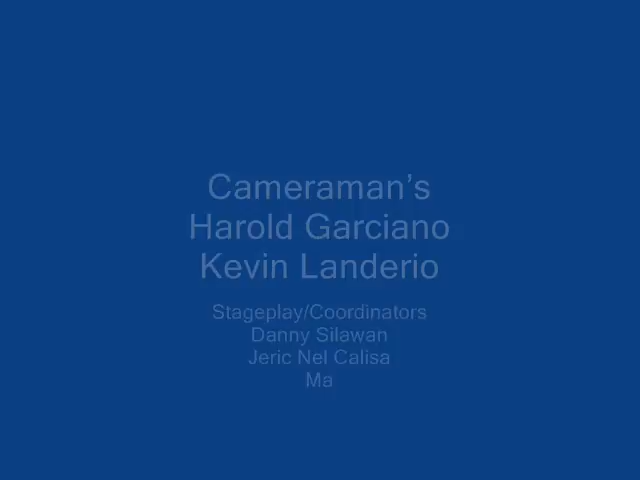 Cameraman’s
Harold Garciano
Kevin Landerio
Stageplay/Coordinators
Danny Silawan
Jeric Nel Calisa
Ma